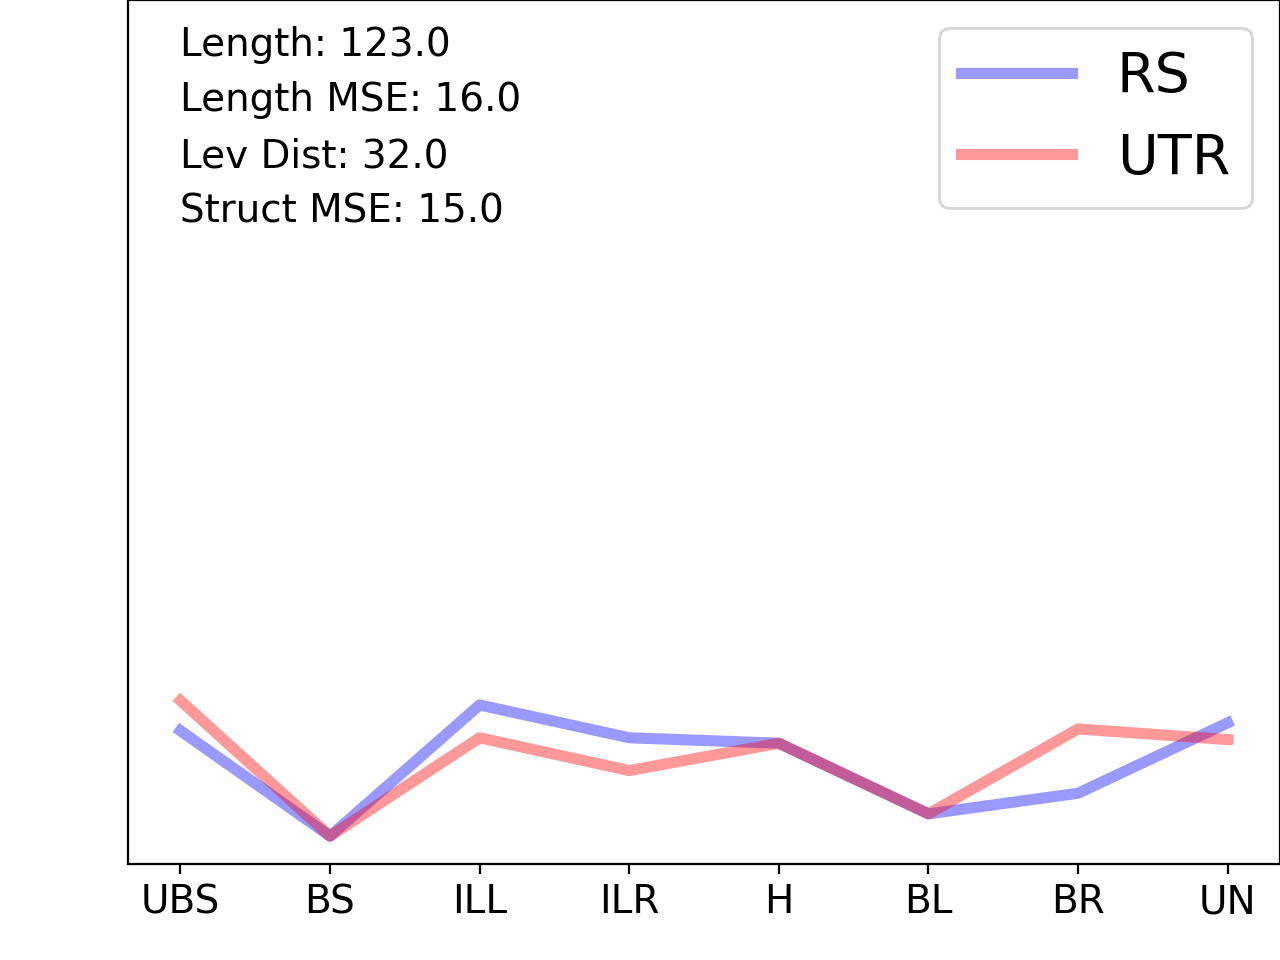 Length: 123.0
Length MSE: 16.0
Lev Dist: 32.0
Struct MSE: 15.0
RS
UTR
UBS BS ILL ILR H BL BR UN